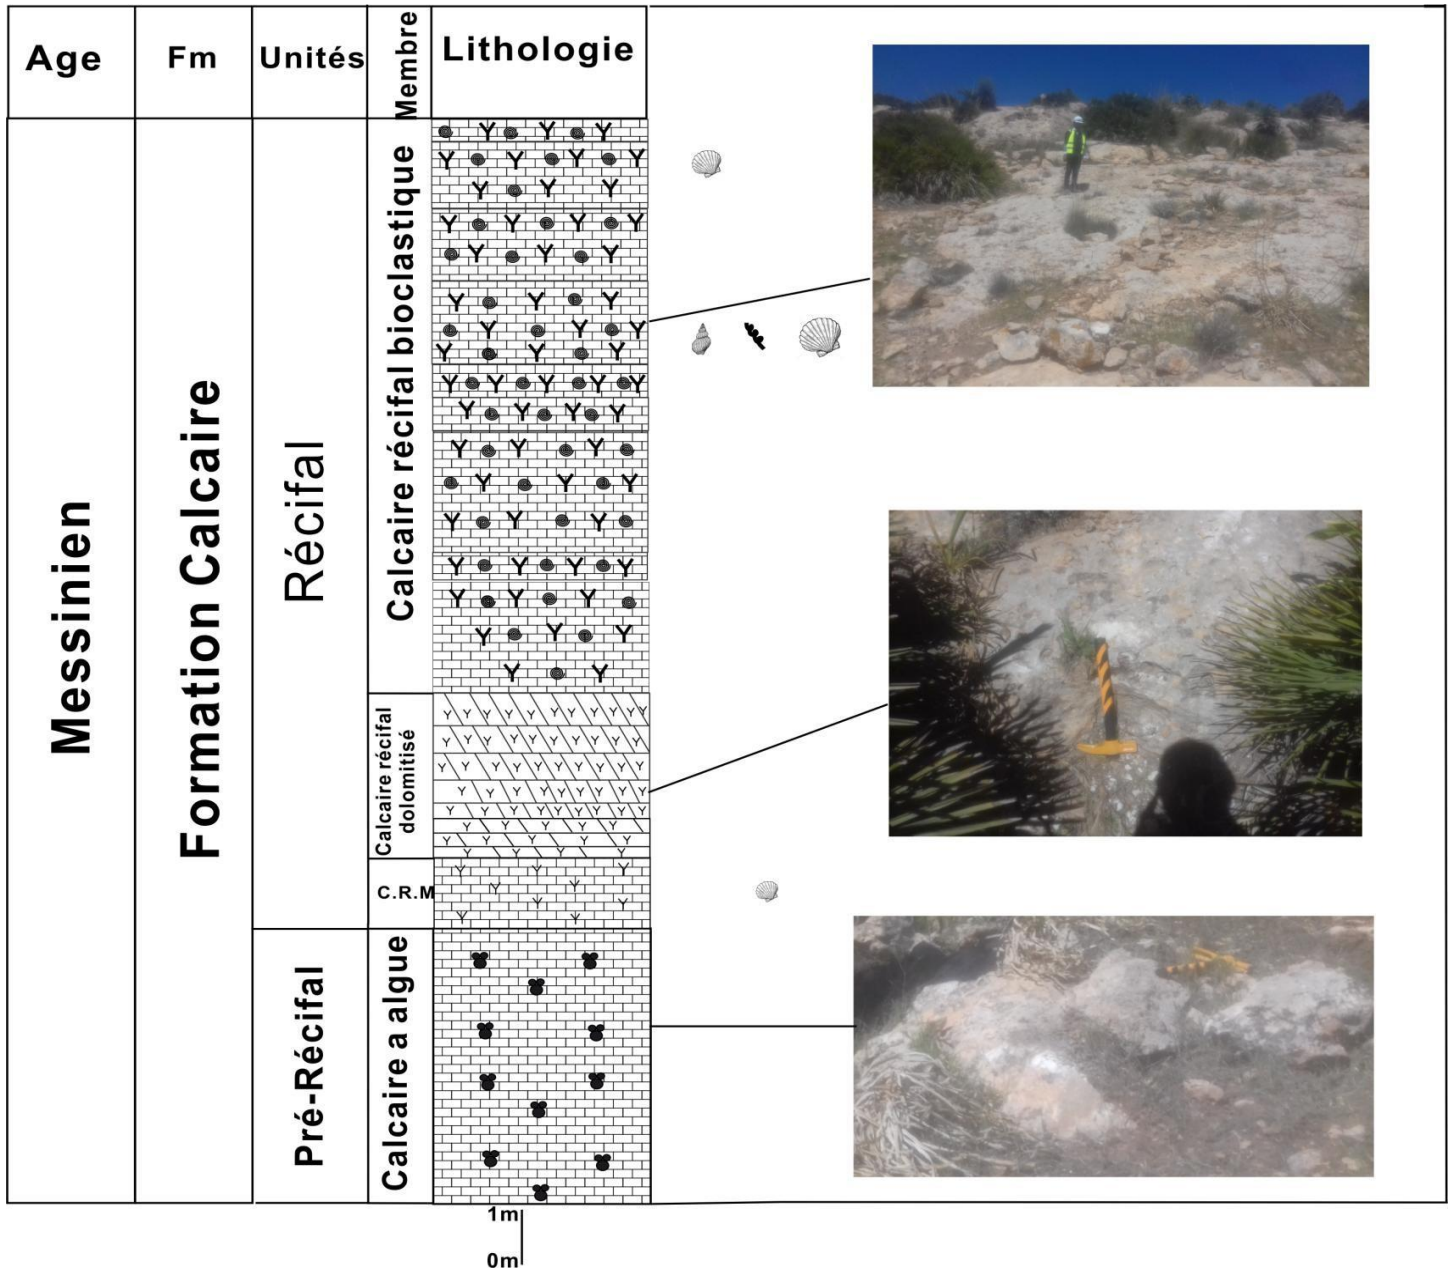 Age
Fm
Unités
Membre
Lithologie
Messinien
Formation Calcaire
Récifal
Calcaire récifal bioclastique
Calcaire récifal
dolomitisé
C.R.M
Pré-Récifal
Calcaire a algue
1m
0m